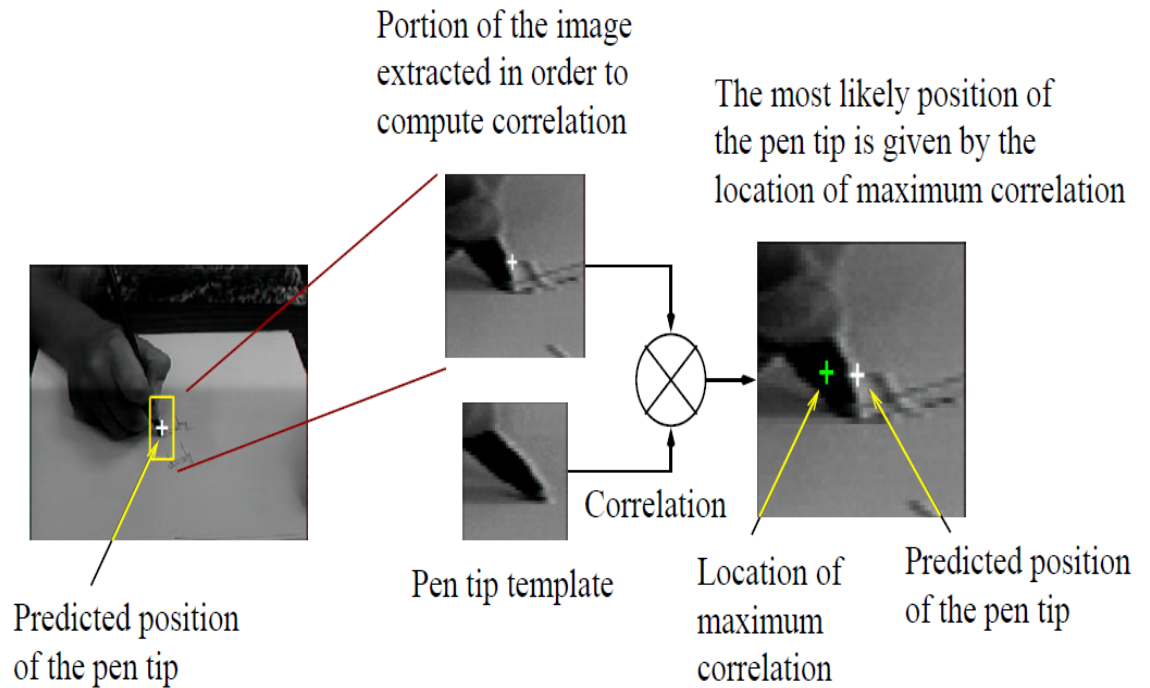 Portion of the image
extracted in order to
compute correlation
The most likely position of
the pen tip is given by the
location of maximum correlation
Correlation
Pen tip template
Location of
maximum
correlation
Predicted position
of the pen tip
Predicted position
of the pen tip